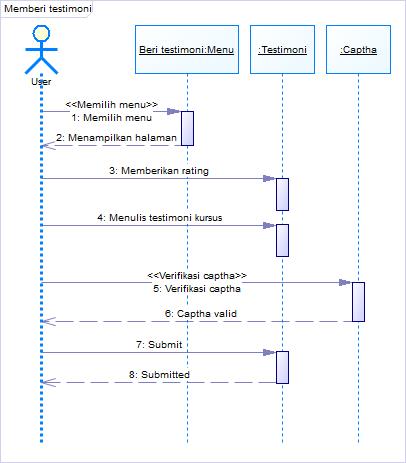 Memberi testimoni
User
Beri testimoni:Menu
:Testimoni
:Captha
<<Memilih menu>>
1: Memilih menu
2: Menampilkan halaman
3: Memberikan rating
4: Menulis testimoni kursus
<<Verifikasi captha>>
5: Verifikasi captha
6: Captha valid
7: Submit
8: Submitted